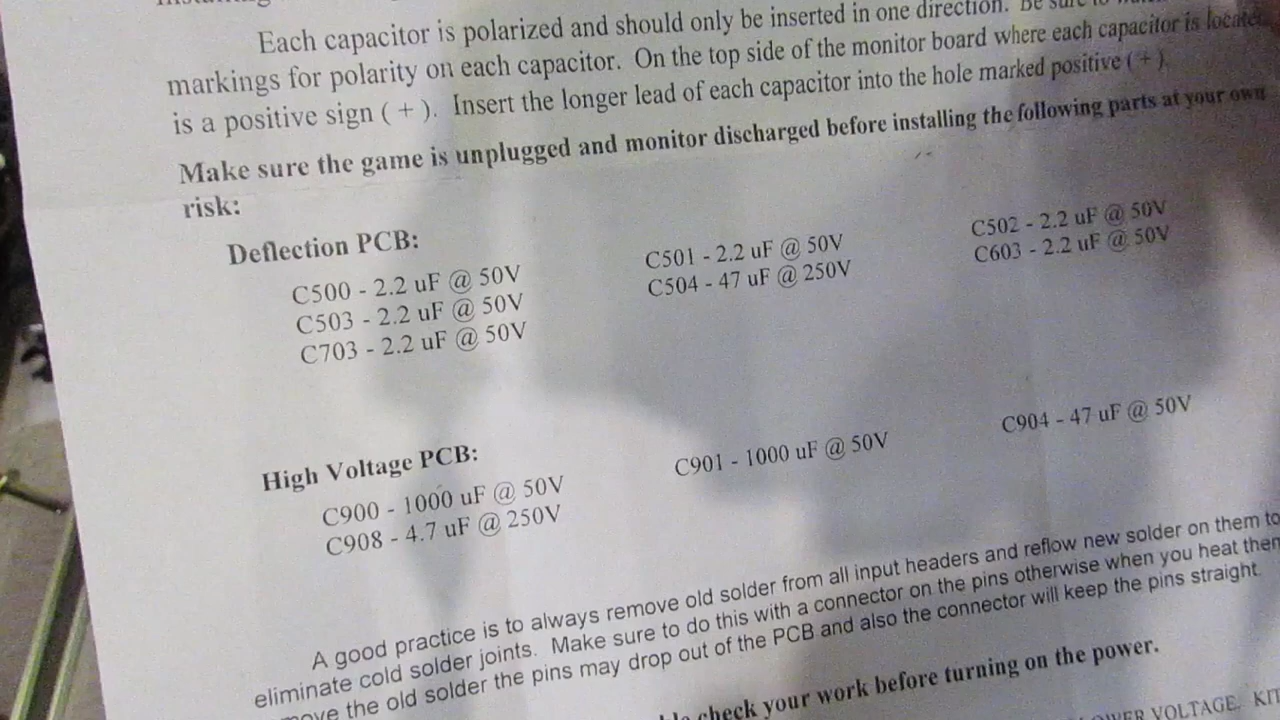 Each capacitor is polarized and should only be inserted in one direction. Be sure to
markings for polarity on each capacitor. On the top side of the monitor board where each capacitor is
is a positive sign ( + ). Insert the longer lead of each capacitor into the hole marked positive ( + ).
Make sure the game is unplugged and monitor discharged before installing the following parts at your own
risk:
Deflection PCB:
C500 - 2.2 uF @ 50V C501 - 2.2 uF @ 50V C502 - 2.2 uF @ 50V
C503 - 2.2 uF @ 50V C504 - 47 uF @ 250V C603 - 2.2 uF @ 50V
C703 - 2.2 uF @ 50V
High Voltage PCB:
C900 - 1000 uF @ 50V C901 - 1000 uF @ 50V C904 - 47 uF @ 50V
C908 - 4.7 uF @ 250V
A good practice is to always remove old solder from all input headers and reflow new solder on them to
eliminate cold solder joints. Make sure to do this with a connector on the pins otherwise when you heat
the old solder the pins may drop out of the PCB and also the connector will keep the pins straight.
check your work before turning on the power.
VOLTAGE. KIT